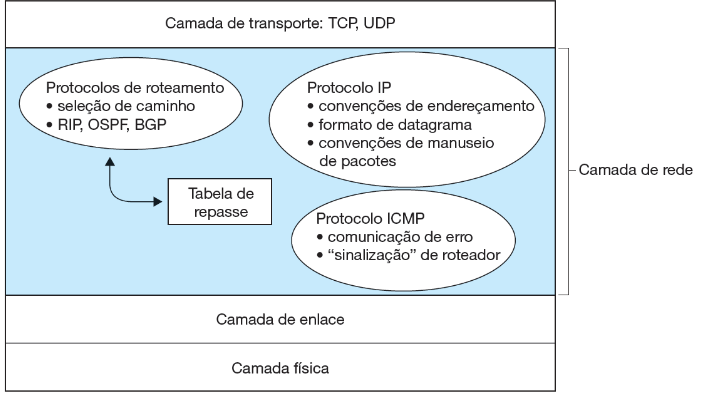 Camada de transporte: TCP, UDP
Protocolos de roteamento
• seleção de caminho
• RIP, OSPF, BGP
Protocolo IP
• convenções de endereçamento
• formato de datagrama
• convenções de manuseio
de pacotes
Tabela de
repasse
Protocolo ICMP
• comunicação de erro
• “sinalização” de roteador
Camada de rede
Camada de enlace
Camada física